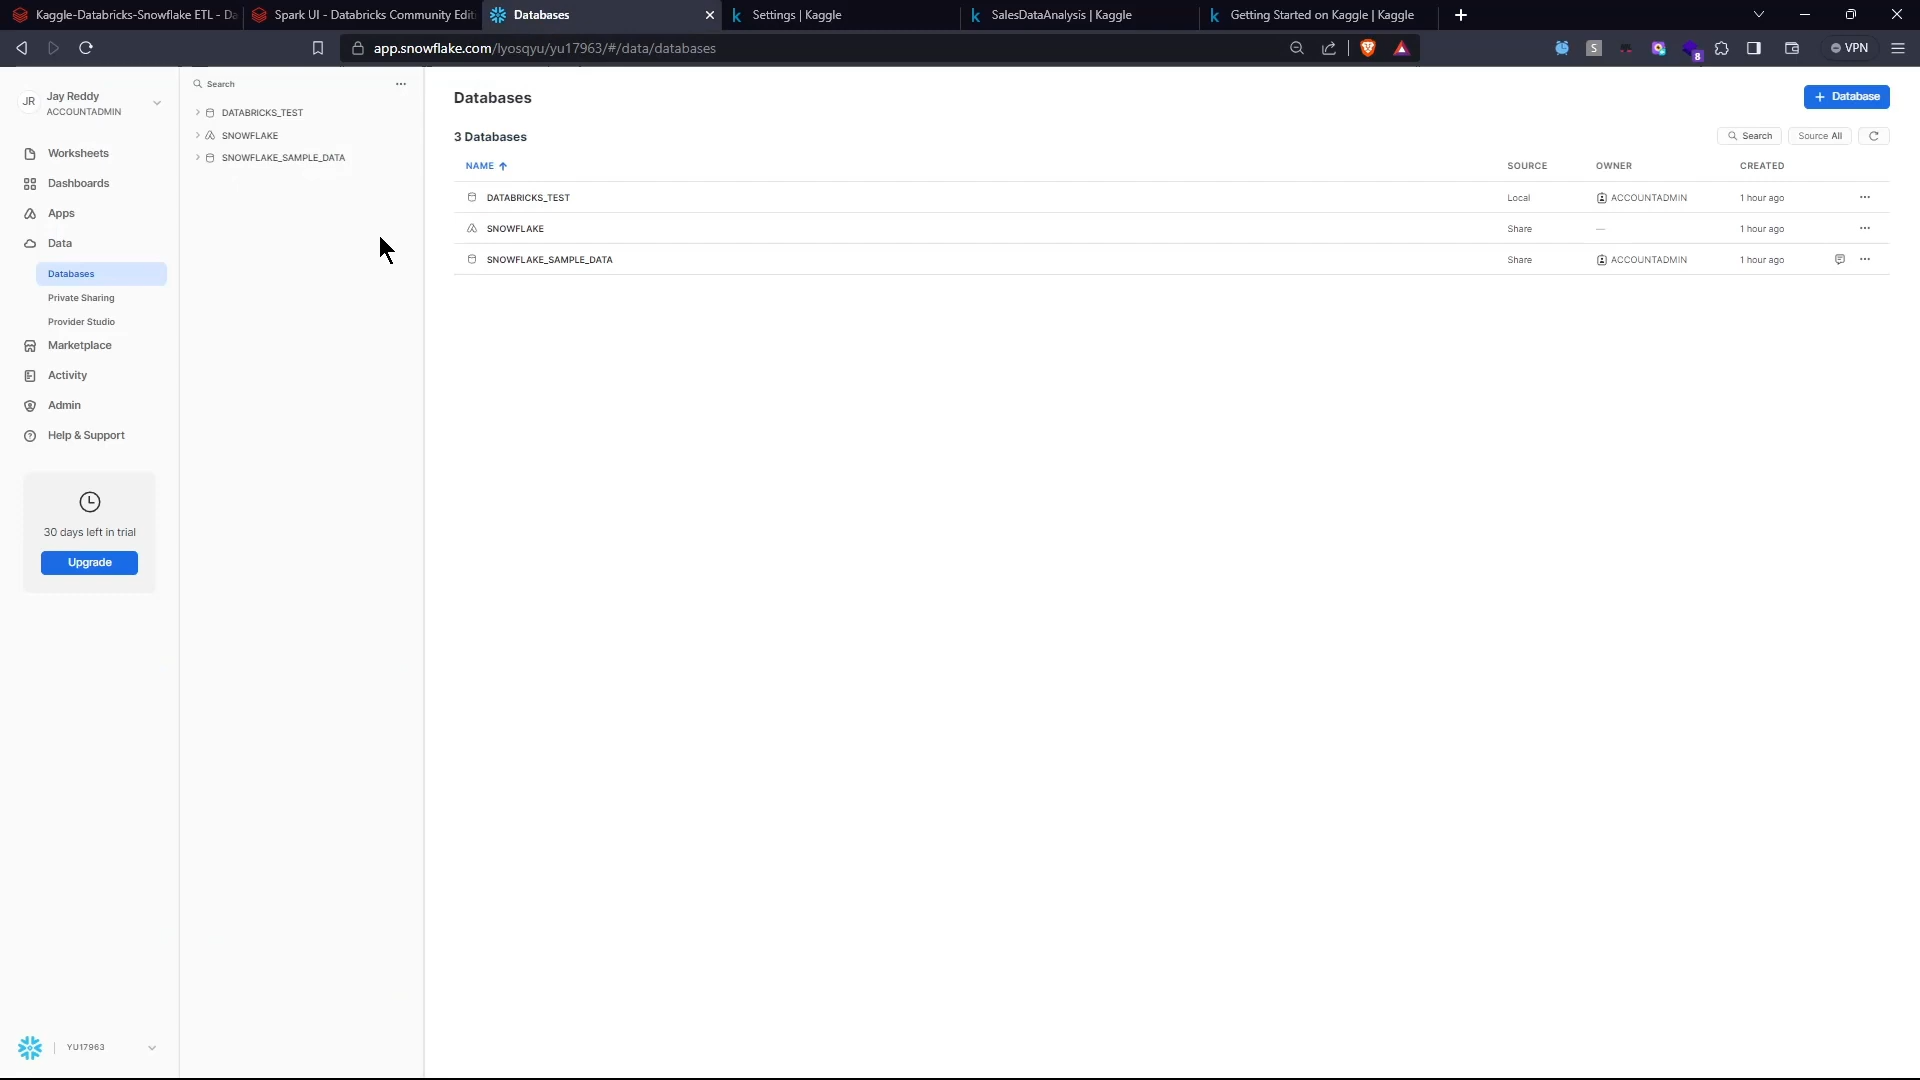 Kaggle-Databricks-Snowflake ETL - Da
Spark UI - Databricks Community Edit
Databases
Settings | Kaggle
SalesDataAnalysis | Kaggle
Getting Started on Kaggle | Kaggle
app.snowflake.com/lyosqyu/yu17963/#/data/databases
S
8
VPN
JR
Jay Reddy
ACCOUNTADMIN
Worksheets
Dashboards
Apps
Data
Databases
Private Sharing
Provider Studio
Marketplace
Activity
Admin
Help & Support
30 days left in trial
Upgrade
YU17963
Search
DATABRICKS_TEST
SNOWFLAKE
SNOWFLAKE_SAMPLE_DATA
Databases
+ Database
3 Databases
Search
Source All
NAME SOURCE OWNER CREATED
DATABRICKS_TEST Local ACCOUNTADMIN 1 hour ago
SNOWFLAKE Share — 1 hour ago
SNOWFLAKE_SAMPLE_DATA Share ACCOUNTADMIN 1 hour ago